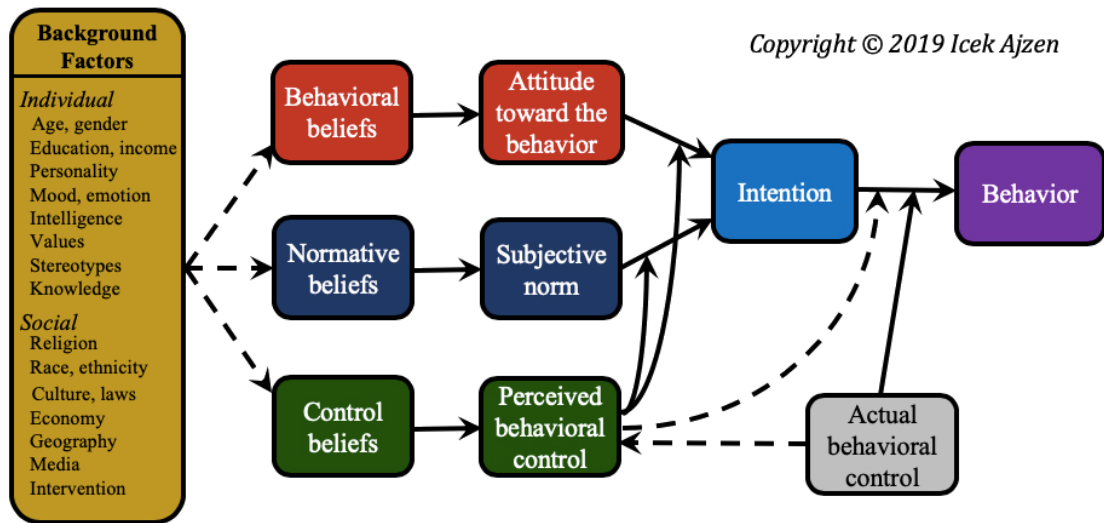 Background
Factors
Individual
Age, gender
Education, income
Personality
Mood, emotion
Intelligence
Values
Stereotypes
Knowledge
Social
Religion
Race, ethnicity
Culture, laws
Economy
Geography
Media
Intervention
Copyright © 2019 Icek Ajzen
Behavioral
beliefs
Attitude
toward the
behavior
Normative
beliefs
Subjective
norm
Control
beliefs
Perceived
behavioral
control
Intention
Behavior
Actual
behavioral
control